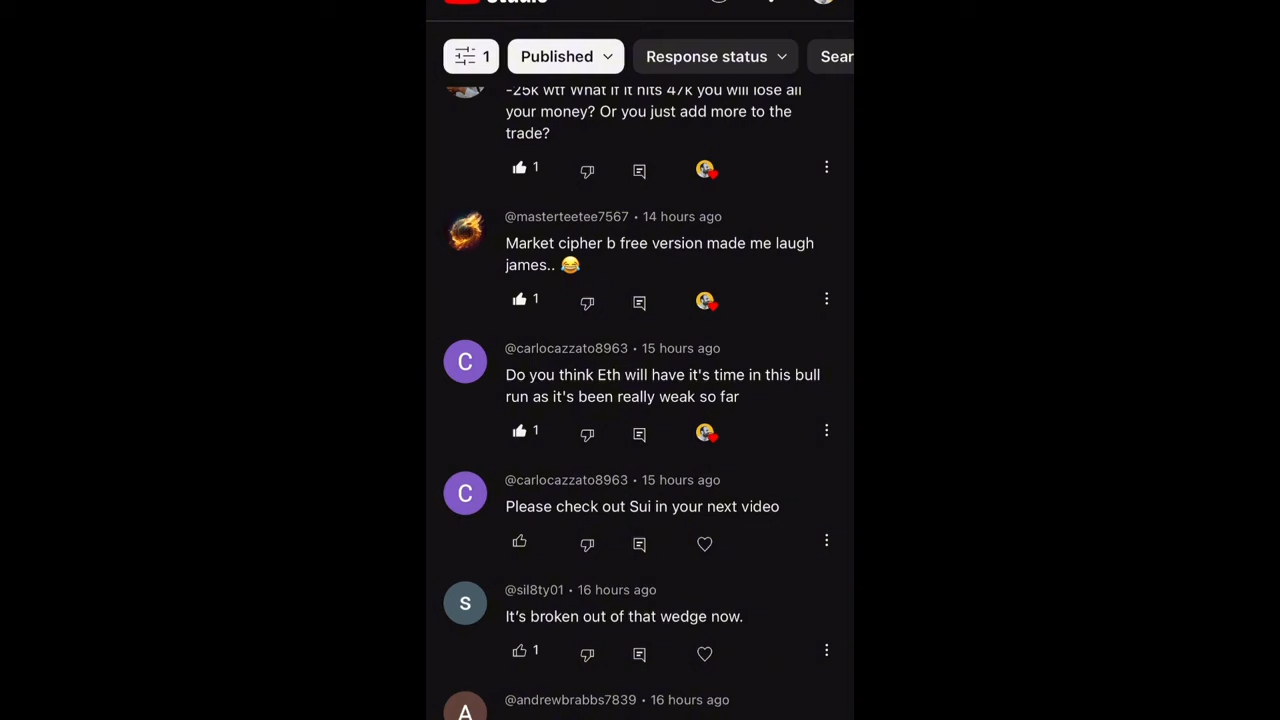 Studio
1
Published
Response status
Sear
-25k wtf What if it hits 47k you will lose all
your money? Or you just add more to the
trade?
1
@masterteetee7567 • 14 hours ago
Market cipher b free version made me laugh
james.. 😂
1
C
@carlocazzato8963 • 15 hours ago
Do you think Eth will have it's time in this bull
run as it's been really weak so far
1
C
@carlocazzato8963 • 15 hours ago
Please check out Sui in your next video
S
@sil8ty01 • 16 hours ago
It’s broken out of that wedge now.
1
A
@andrewbrabbs7839 • 16 hours ago